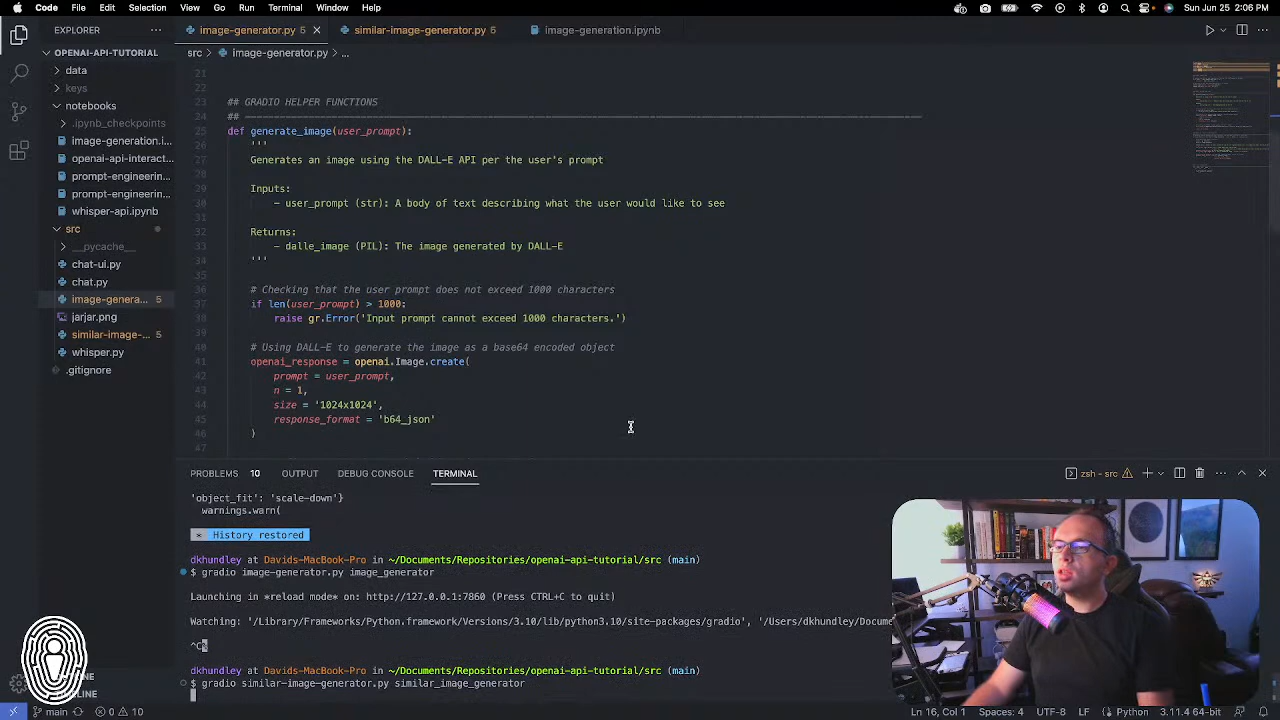 Code File Edit Selection View Go Run Terminal Window Help Sun Jun 25 2:06 PM
EXPLORER
image-generator.py 5
similar-image-generator.py 5
image-generation.ipynb
OPENAI-API-TUTORIAL
src > image-generator.py > ...
data
keys
notebooks
.ipynb_checkpoints
image-generation.i...
openai-api-interact...
prompt-engineerin...
prompt-engineerin...
whisper-api.ipynb
src
__pycache__
chat-ui.py
chat.py
image-genera... 5
jarjar.png
similar-image-... 5
whisper.py
.gitignore
21
22
23 ## GRADIO HELPER FUNCTIONS
24 ## ----------------------------------------------------------------
25 def generate_image(user_prompt):
26 '''
27 Generates an image using the DALL-E API per the user's prompt
28
29 Inputs:
30 - user_prompt (str): A body of text describing what the user would like to see
31
32 Returns:
33 - dalle_image (PIL): The image generated by DALL-E
34 '''
35
36 # Checking that the user prompt does not exceed 1000 characters
37 if len(user_prompt) > 1000:
38 raise gr.Error('Input prompt cannot exceed 1000 characters.')
39
40 # Using DALL-E to generate the image as a base64 encoded object
41 openai_response = openai.Image.create(
42 prompt = user_prompt,
43 n = 1,
44 size = '1024x1024',
45 response_format = 'b64_json'
46 )
47
PROBLEMS 10 OUTPUT DEBUG CONSOLE TERMINAL
zsh - src
'object_fit': 'scale-down'}
warnings.warn(
* History restored
dkhundley at Davids-MacBook-Pro in ~/Documents/Repositories/openai-api-tutorial/src (main)
$ gradio image-generator.py image_generator
Launching in *reload mode* on: http://127.0.0.1:7860 (Press CTRL+C to quit)
Watching: '/Library/Frameworks/Python.framework/Versions/3.10/lib/python3.10/site-packages/gradio', '/Users/dkhundley/Docume
^C
dkhundley at Davids-MacBook-Pro in ~/Documents/Repositories/openai-api-tutorial/src (main)
$ gradio similar-image-generator.py similar_image_generator
main 0 10
Ln 16, Col 1 Spaces: 4 UTF-8 LF Python 3.11.4 64-bit